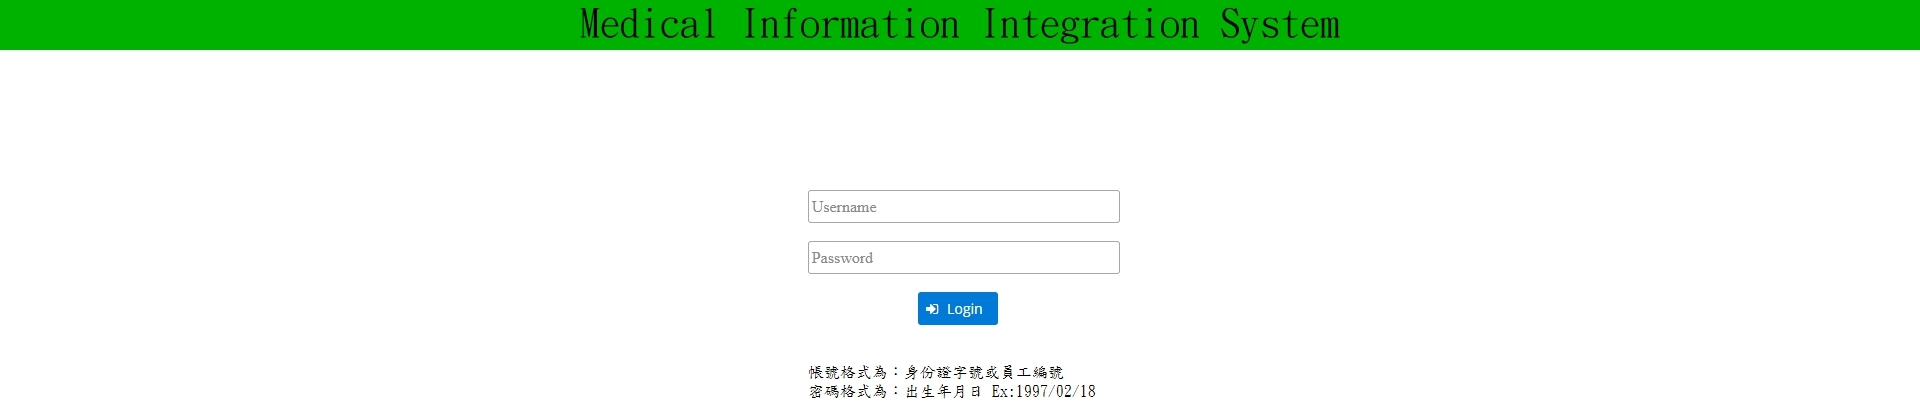 Medical Information Integration System
Username
Password
Login
帳號格式為：身份證字號或員工編號
密碼格式為：出生年月日 Ex:1997/02/18